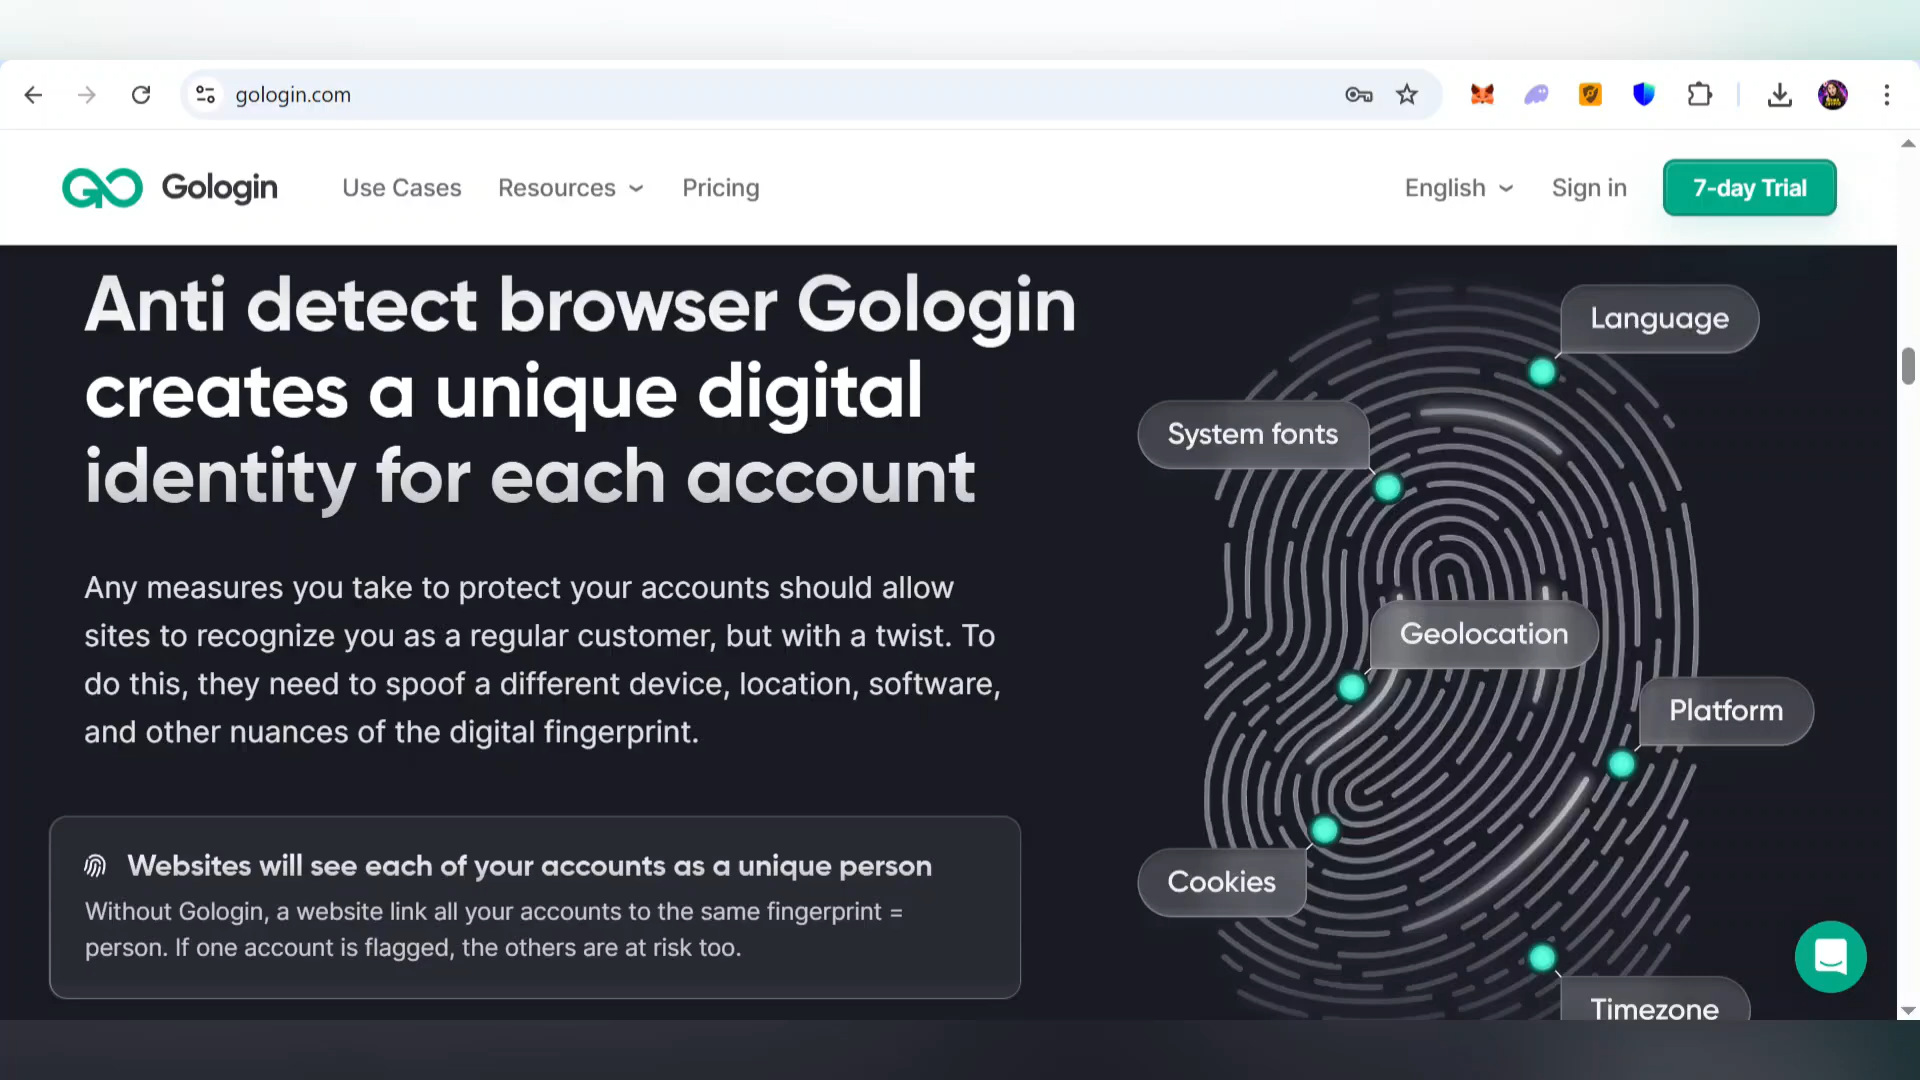 gologin.com
Gologin
Use Cases
Resources
Pricing
English
Sign in
7-day Trial
Anti detect browser Gologin
creates a unique digital
identity for each account
Any measures you take to protect your accounts should allow
sites to recognize you as a regular customer, but with a twist. To
do this, they need to spoof a different device, location, software,
and other nuances of the digital fingerprint.
Websites will see each of your accounts as a unique person
Without Gologin, a website link all your accounts to the same fingerprint =
person. If one account is flagged, the others are at risk too.
Language
System fonts
Geolocation
Platform
Cookies
Timezone